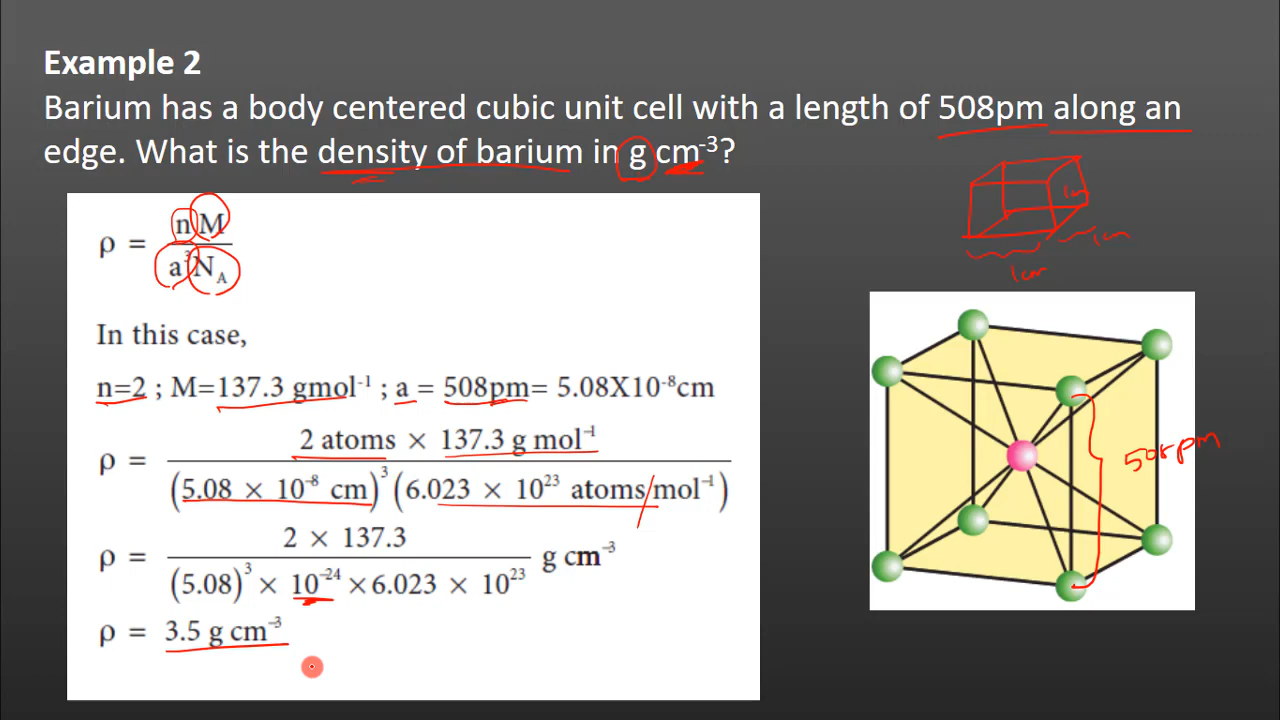 Example 2
Barium has a body centered cubic unit cell with a length of 508pm along an
edge. What is the density of barium in g cm⁻³?
ρ = nM / a³N_A
In this case,
n=2 ; M=137.3 gmol⁻¹ ; a = 508pm= 5.08X10⁻⁸cm
ρ = 2 atoms × 137.3 g mol⁻¹ / (5.08 × 10⁻⁸ cm)³ (6.023 × 10²³ atoms mol⁻¹)
ρ = 2 × 137.3 / (5.08)³ × 10⁻²⁴ × 6.023 × 10²³ g cm⁻³
ρ = 3.5 g cm⁻³
1cm
1cm
1cm
508pm